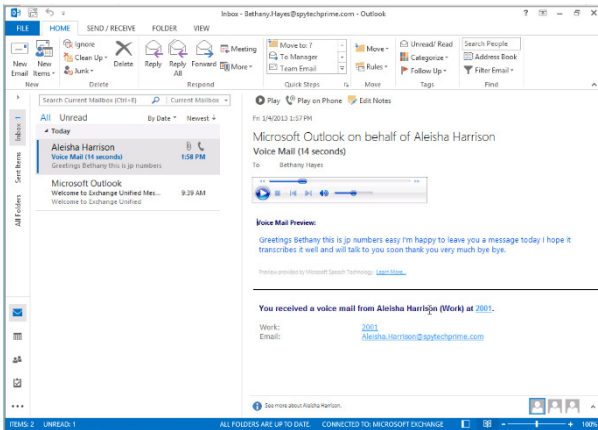 Inbox - Bethany.Hayes@spytechprime.com - Outlook
FILE HOME SEND / RECEIVE FOLDER VIEW
New Email
New Items
Ignore
Clean Up
Junk
Delete
Reply
Reply All
Forward
Meeting
More
Move to: ?
To Manager
Team Email
Move
Rules
Unread/ Read
Categorize
Follow Up
Search People
Address Book
Filter Email
New Delete Respond Quick Steps Move Tags Find
Search Current Mailbox (Ctrl+E) Current Mailbox
All Unread By Date Newest
Today
Aleisha Harrison
Voice Mail (14 seconds) 1:58 PM
Greetings Bethany this is jp numbers
Microsoft Outlook
Welcome to Exchange Unified Mes... 9:29 AM
Welcome to Exchange Unified
Inbox 1
Sent Items
All Folders
Play Play on Phone Edit Notes
Fri 1/4/2013 1:57 PM
Microsoft Outlook on behalf of Aleisha Harrison
Voice Mail (14 seconds)
To Bethany Hayes
Voice Mail Preview:
Greetings Bethany this is jp numbers easy I'm happy to leave you a message today I hope it
transcribes it well and will talk to you soon thank you very much bye bye.
Preview provided by Microsoft Speech Technology. Learn More...
You received a voice mail from Aleisha Harrison (Work) at 2001.
Work: 2001
Email: Aleisha.Harrison@spytechprime.com
See more about Aleisha Harrison.
ITEMS: 2 UNREAD: 1 ALL FOLDERS ARE UP TO DATE. CONNECTED TO: MICROSOFT EXCHANGE 100%